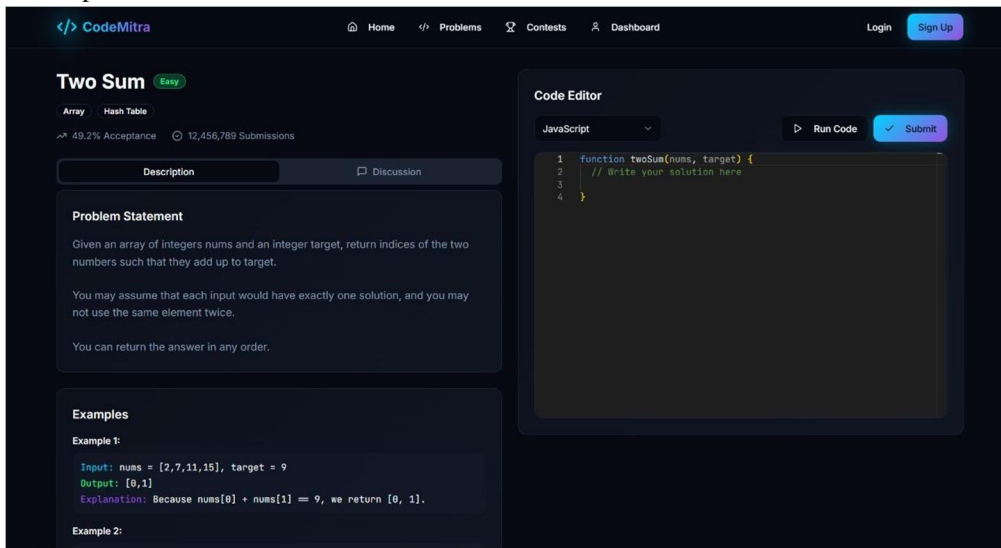 </> CodeMitra
Home
</> Problems
Contests
Dashboard
Login
Sign Up
Two Sum Easy
Array Hash Table
49.2% Acceptance 12,456,789 Submissions
Description
Discussion
Problem Statement
Given an array of integers nums and an integer target, return indices of the two
numbers such that they add up to target.
You may assume that each input would have exactly one solution, and you may
not use the same element twice.
You can return the answer in any order.
Examples
Example 1:
Input: nums = [2,7,11,15], target = 9
Output: [0,1]
Explanation: Because nums[0] + nums[1] == 9, we return [0, 1].
Example 2:
Code Editor
JavaScript
Run Code
Submit
1 function twoSum(nums, target) {
2 // Write your solution here
3
4 }